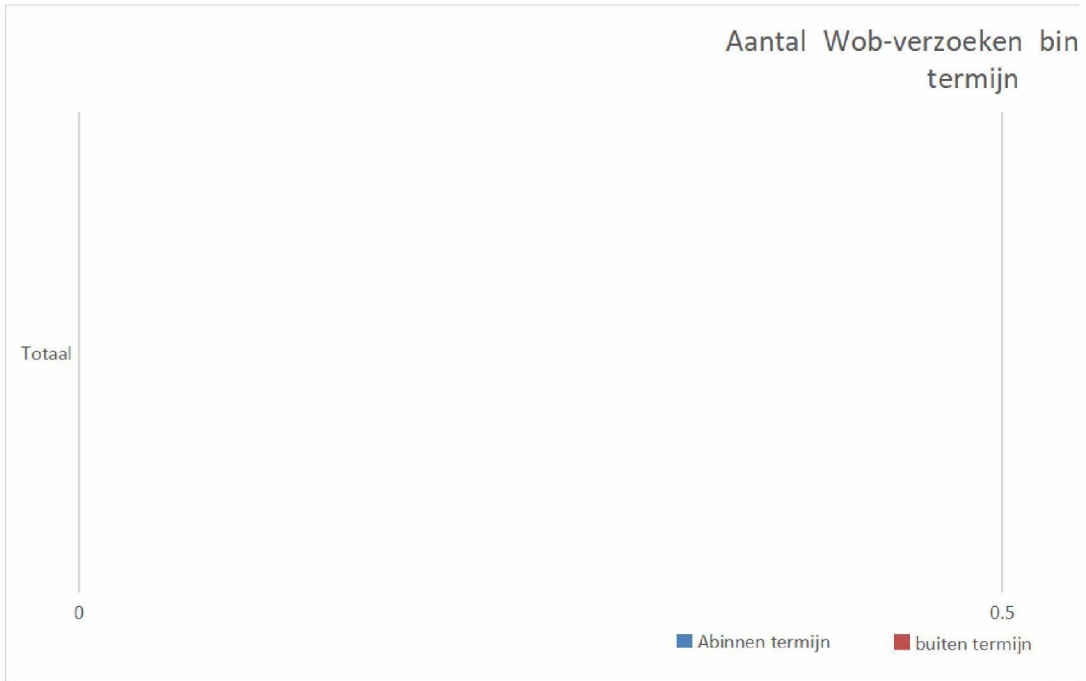 Aantal Wob-verzoeken bin
termijn
Totaal
0
0.5
Abinnen termijn
buiten termijn